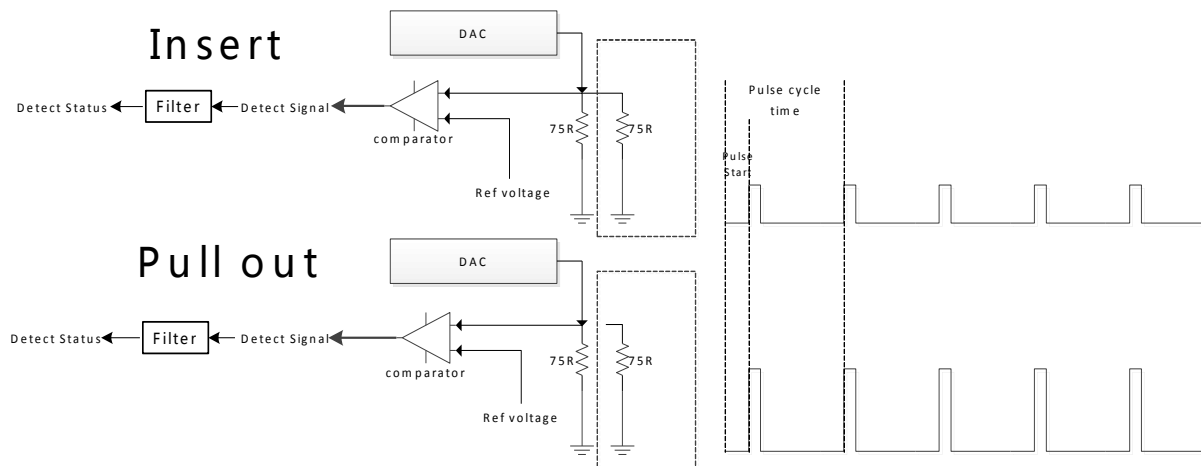 Insert
DAC
Detect Status
Filter
Detect Signal
comparator
75R
75R
Ref voltage
Pulse cycle
time
Pulse
Start
Pull out
DAC
Detect Status
Filter
Detect Signal
comparator
75R
75R
Ref voltage